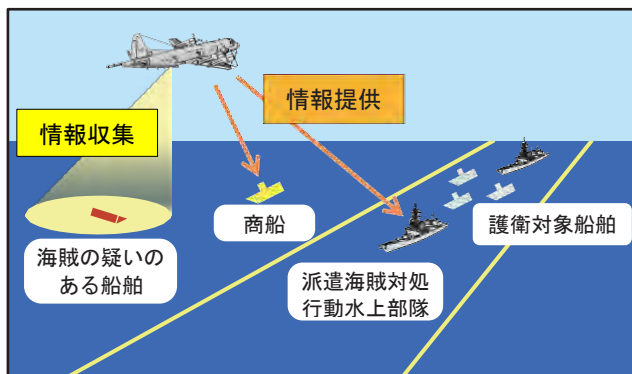 情報提供
情報収集
商船
護衛対象船舶
海賊の疑いの
ある船舶
派遣海賊対処
行動水上部隊